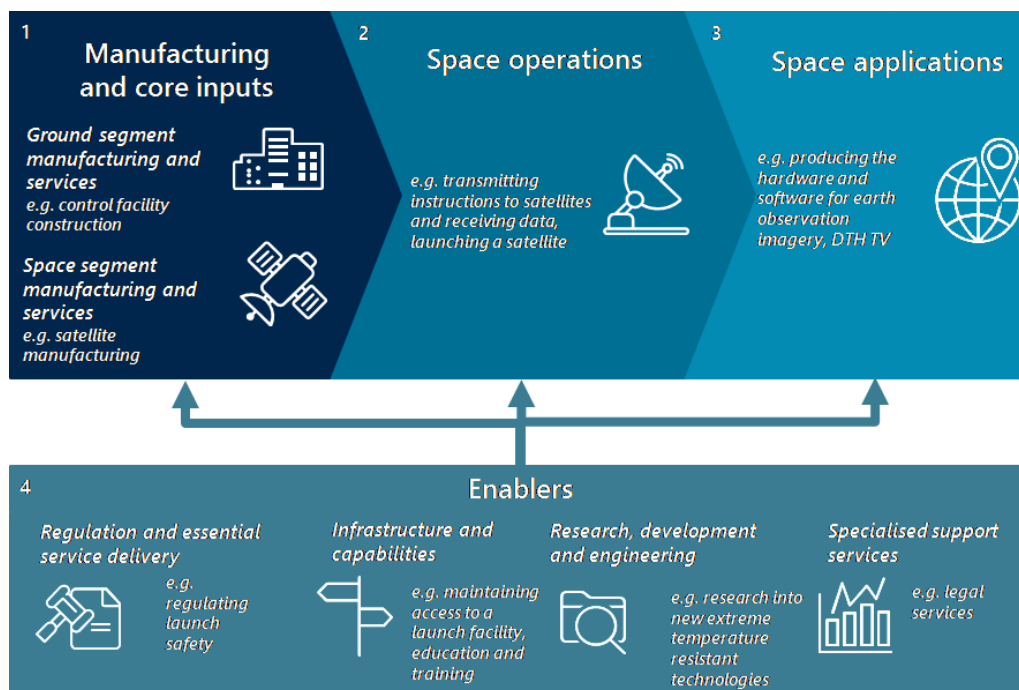 1
Manufacturing
and core inputs
Ground segment
manufacturing and
services
e.g. control facility
construction
Space segment
manufacturing and
services
e.g. satellite
manufacturing
2
Space operations
e.g. transmitting
instructions to satellites
and receiving data,
launching a satellite
3
Space applications
e.g. producing the
hardware and
software for earth
observation
imagery, DTH TV
4
Enablers
Regulation and essential
service delivery
e.g.
regulating
launch
safety
Infrastructure and
capabilities
e.g. maintaining
access to a
launch facility,
education and
training
Research, development
and engineering
e.g. research into
new extreme
temperature
resistant
technologies
Specialised support
services
e.g. legal
services